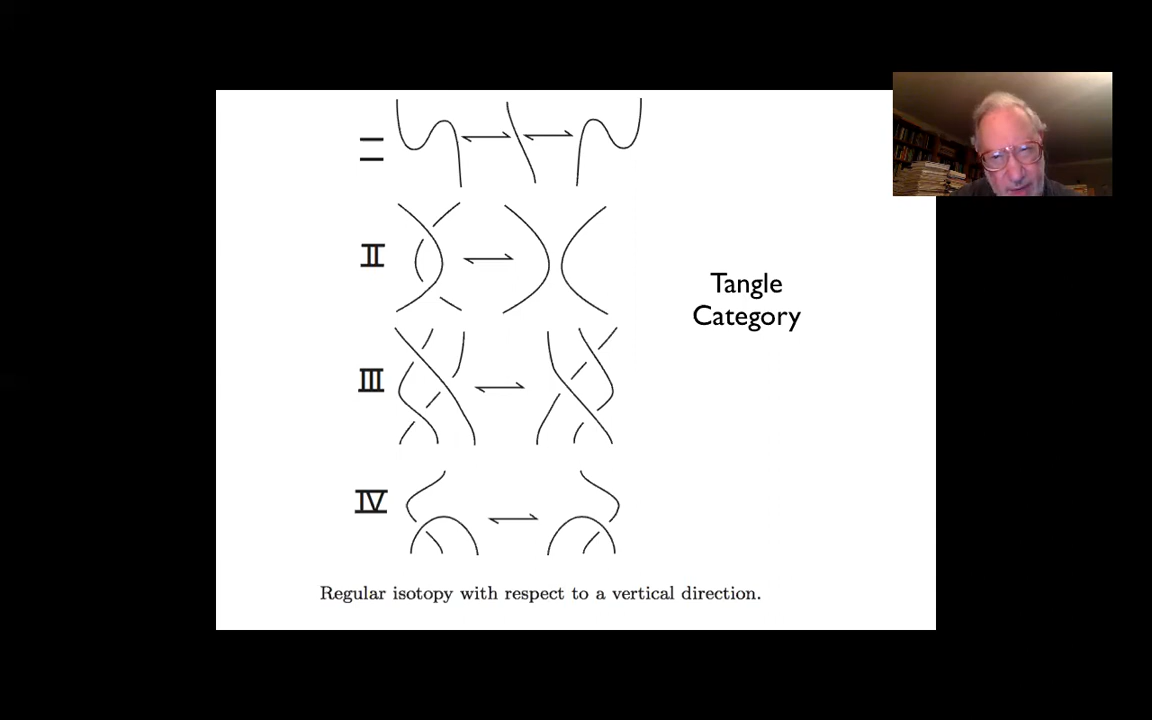 II
III
IV
Tangle
Category
Regular isotopy with respect to a vertical direction.